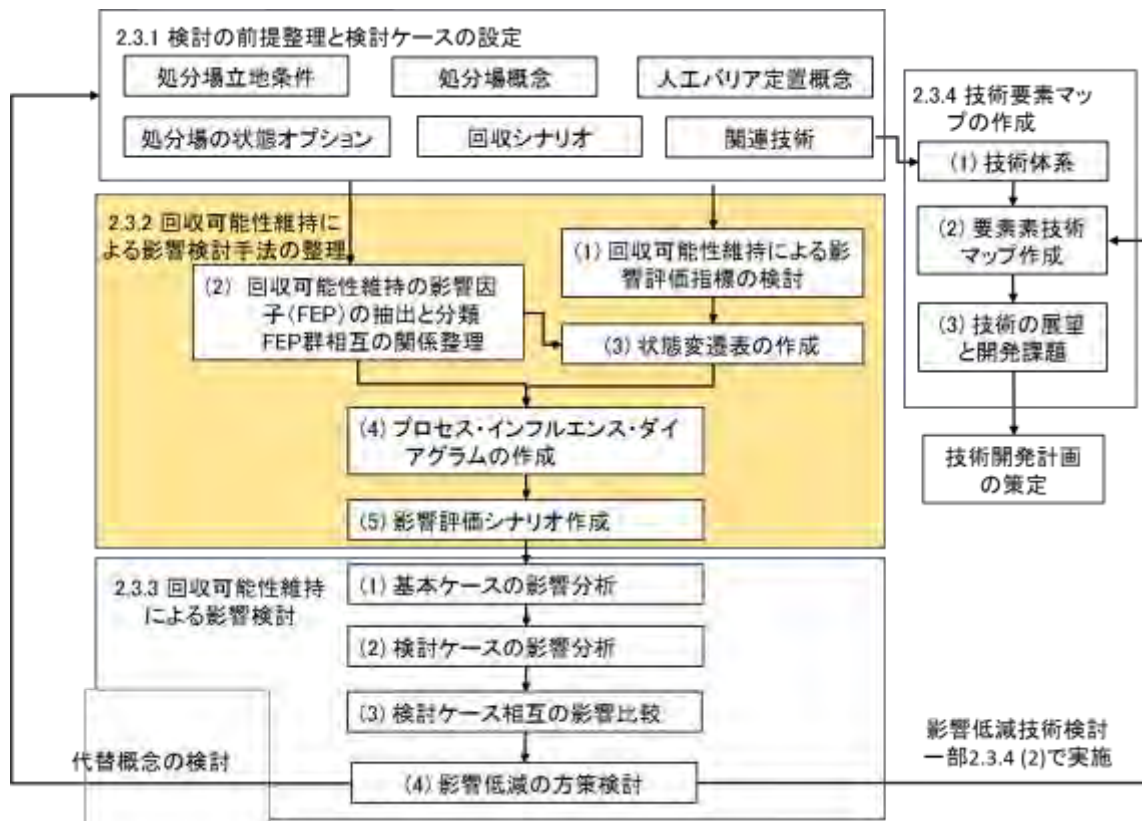 2.3.1 検討の前提整理と検討ケースの設定
処分場立地条件
処分場概念
人工バリア定置概念
処分場の状態オプション
回収シナリオ
関連技術
2.3.4 技術要素マッ
プの作成
(1) 技術体系
(2) 要素素技術
マップ作成
(3) 技術の展望
と開発課題
技術開発計画
の策定
2.3.2 回収可能性維持に
よる影響検討手法の整理
(1) 回収可能性維持による影
響評価指標の検討
(2) 回収可能性維持の影響因
子(FEP)の抽出と分類
FEP群相互の関係整理
(3) 状態変遷表の作成
(4) プロセス・インフルエンス・ダイ
アグラムの作成
(5) 影響評価シナリオ作成
2.3.3 回収可能性維持
による影響検討
(1) 基本ケースの影響分析
(2) 検討ケースの影響分析
(3) 検討ケース相互の影響比較
(4) 影響低減の方策検討
代替概念の検討
影響低減技術検討
一部2.3.4 (2)で実施